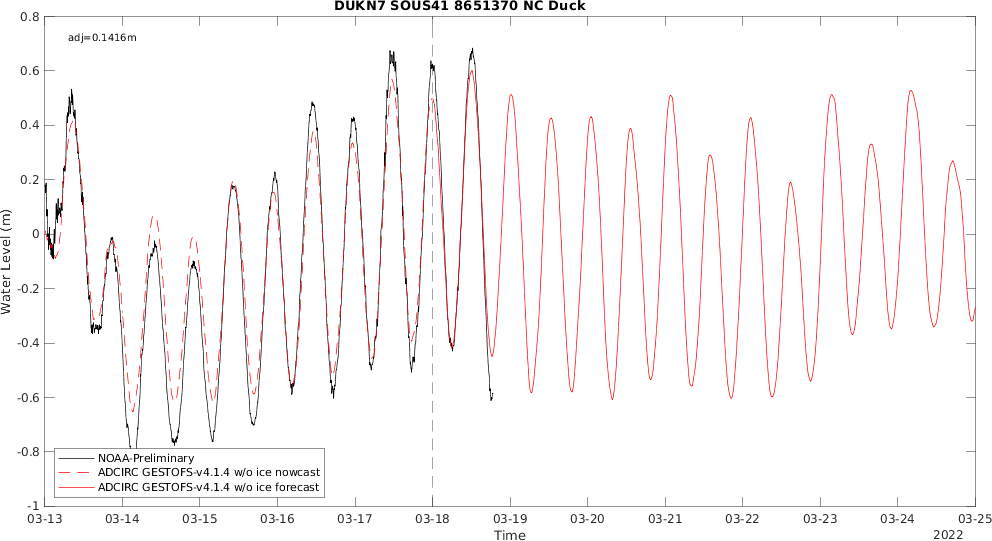 DUKN7 SOUS41 8651370 NC Duck
adj=0.1416m
0.8
0.6
0.4
0.2
0
-0.2
-0.4
-0.6
-0.8
-1
Water Level (m)
NOAA-Preliminary
ADCIRC GESTOFS-v4.1.4 w/o ice nowcast
ADCIRC GESTOFS-v4.1.4 w/o ice forecast
03-13 03-14 03-15 03-16 03-17 03-18 03-19 03-20 03-21 03-22 03-23 03-24 03-25
Time
2022